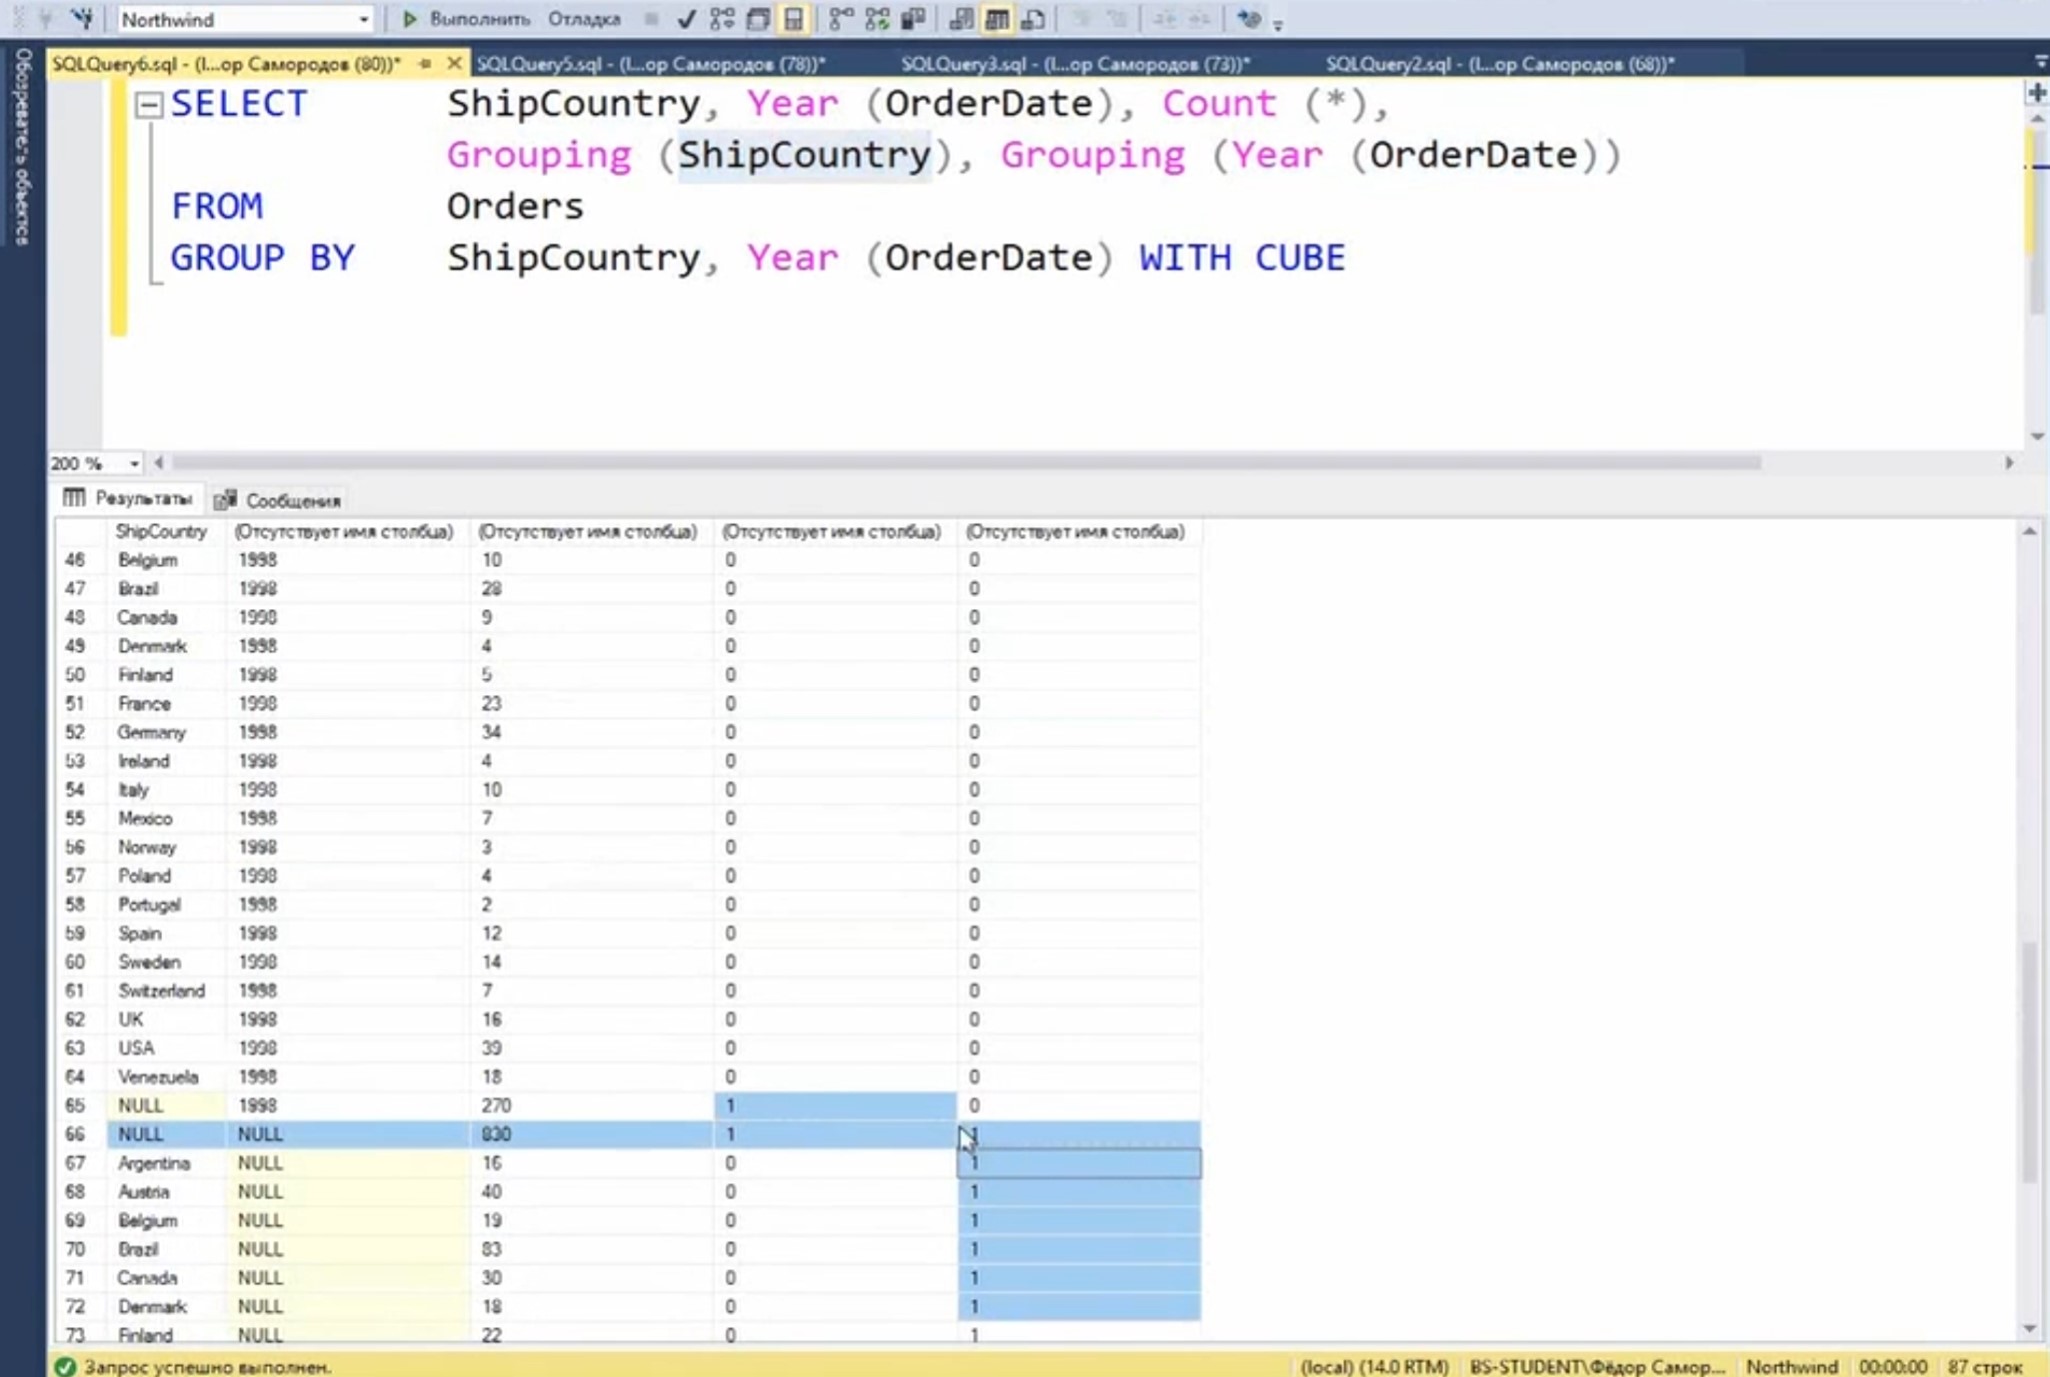 Northwind Выполнить Отладка
SQLQuery6.sql - (l...ор Самородов (80))* SQLQuery5.sql - (l...ор Самородов (78))* SQLQuery3.sql - (l...ор Самородов (73))* SQLQuery2.sql - (l...ор Самородов (68))*
Обозреватель объектов
SELECT ShipCountry, Year (OrderDate), Count (*),
Grouping (ShipCountry), Grouping (Year (OrderDate))
FROM Orders
GROUP BY ShipCountry, Year (OrderDate) WITH CUBE
200 %
Результаты Сообщения
ShipCountry (Отсутствует имя столбца) (Отсутствует имя столбца) (Отсутствует имя столбца) (Отсутствует имя столбца)
46 Belgium 1998 10 0 0
47 Brazil 1998 28 0 0
48 Canada 1998 9 0 0
49 Denmark 1998 4 0 0
50 Finland 1998 5 0 0
51 France 1998 23 0 0
52 Germany 1998 34 0 0
53 Ireland 1998 4 0 0
54 Italy 1998 10 0 0
55 Mexico 1998 7 0 0
56 Norway 1998 3 0 0
57 Poland 1998 4 0 0
58 Portugal 1998 2 0 0
59 Spain 1998 12 0 0
60 Sweden 1998 14 0 0
61 Switzerland 1998 7 0 0
62 UK 1998 16 0 0
63 USA 1998 39 0 0
64 Venezuela 1998 18 0 0
65 NULL 1998 270 1 0
66 NULL NULL 830 1 1
67 Argentina NULL 16 0 1
68 Austria NULL 40 0 1
69 Belgium NULL 19 0 1
70 Brazil NULL 83 0 1
71 Canada NULL 30 0 1
72 Denmark NULL 18 0 1
73 Finland NULL 22 0 1
Запрос успешно выполнен. (local) (14.0 RTM) BS-STUDENT\Фёдор Самор... Northwind 00:00:00 87 строк